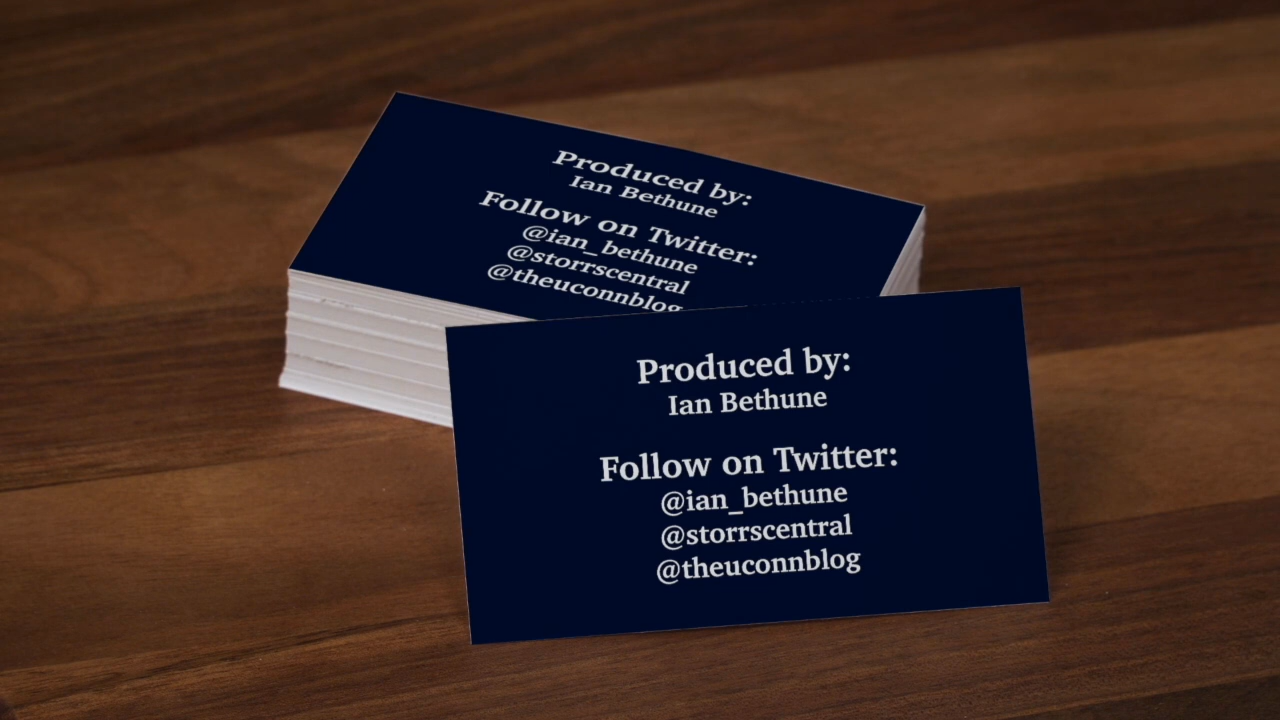 Produced by:
Ian Bethune
Follow on Twitter:
@ian_bethune
@storrscentral
@theuconnblog
Produced by:
Ian Bethune
Follow on Twitter:
@ian_bethune
@storrscentral
@theuconnblog